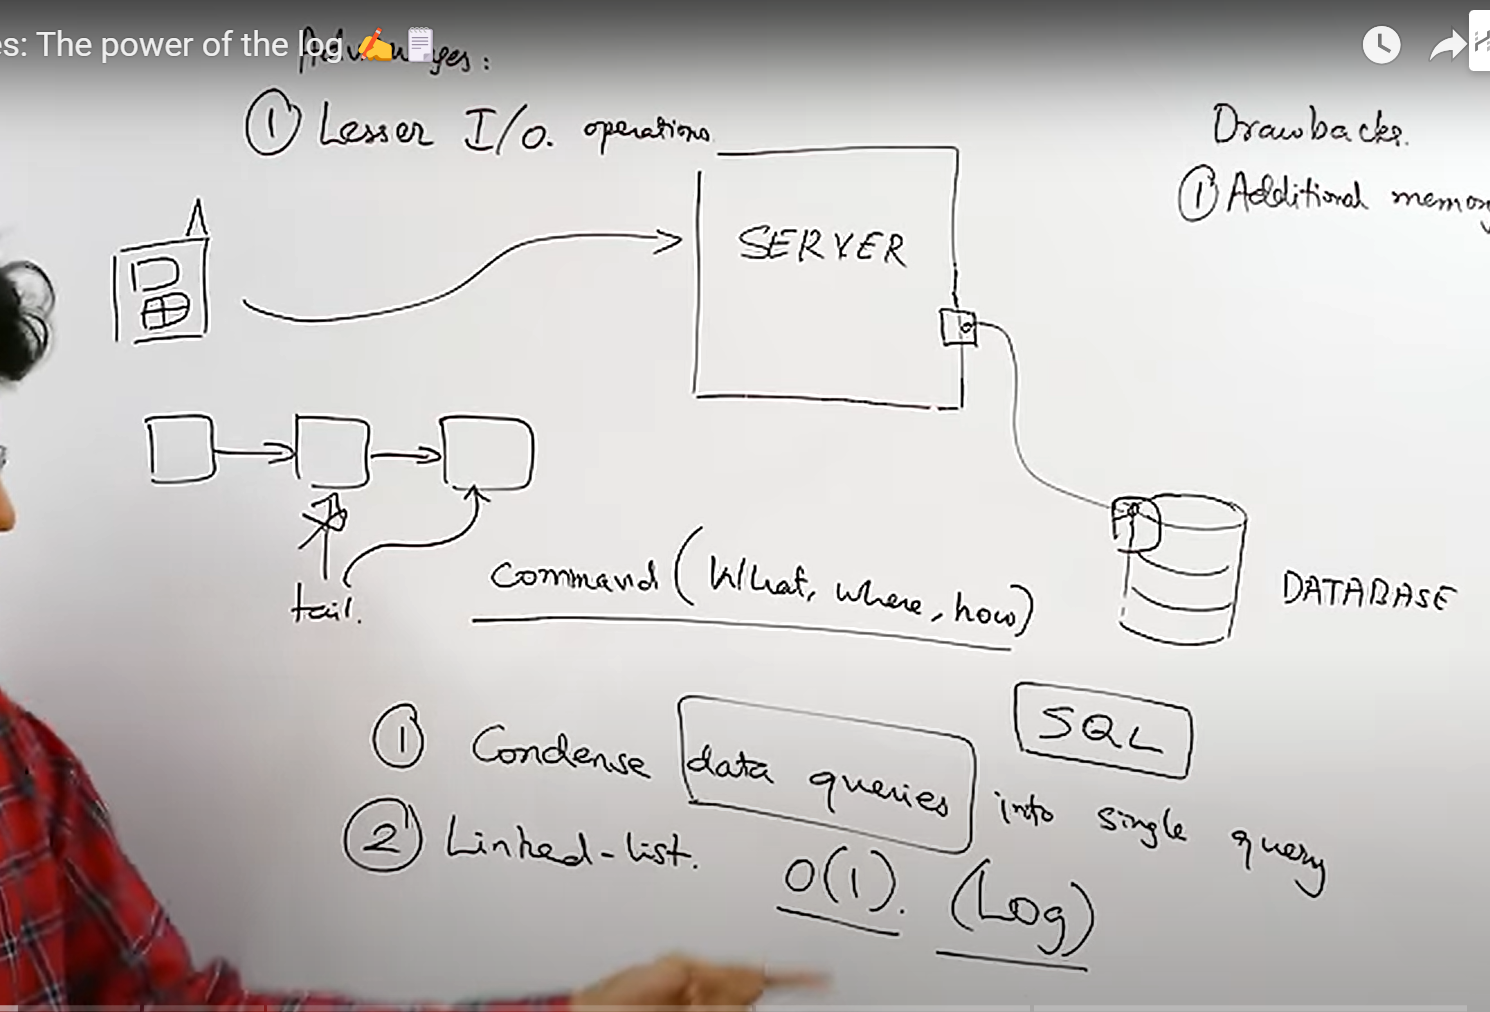 es: The power of the log ✍️🗒️
Advantages:
① Lesser I/O. operations
Drawbacks.
① Additional memory
SERVER
tail.
command (What, where, how)
DATABASE
SQL
① Condense data queries into single query
② Linked-list. O(1). (Log)